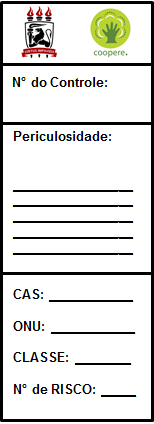 coopere.
N° do Controle:
Periculosidade:
CAS:
ONU:
CLASSE:
N° de RISCO: